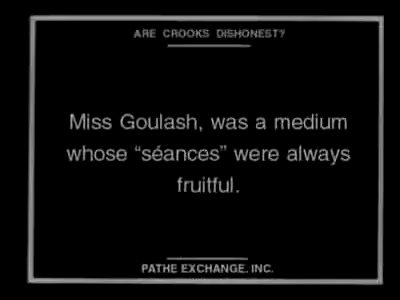 ARE CROOKS DISHONEST?
Miss Goulash, was a medium
whose “séances” were always
fruitful.
PATHE EXCHANGE. INC.